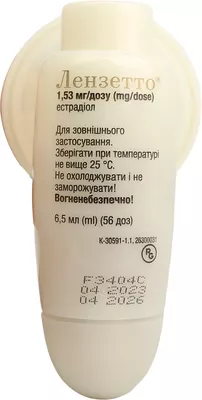 Лензетто®
1,53 мг/дозу (mg/dose)
естрадіол
Для зовнішнього
застосування.
Зберігати при температурі
не вище 25 °C.
Не охолоджувати і не
заморожувати!
Вогненебезпечно!
6,5 мл (ml) (56 доз)
К-30591-1.1, 26300031
F3404C
04 2023
04 2026